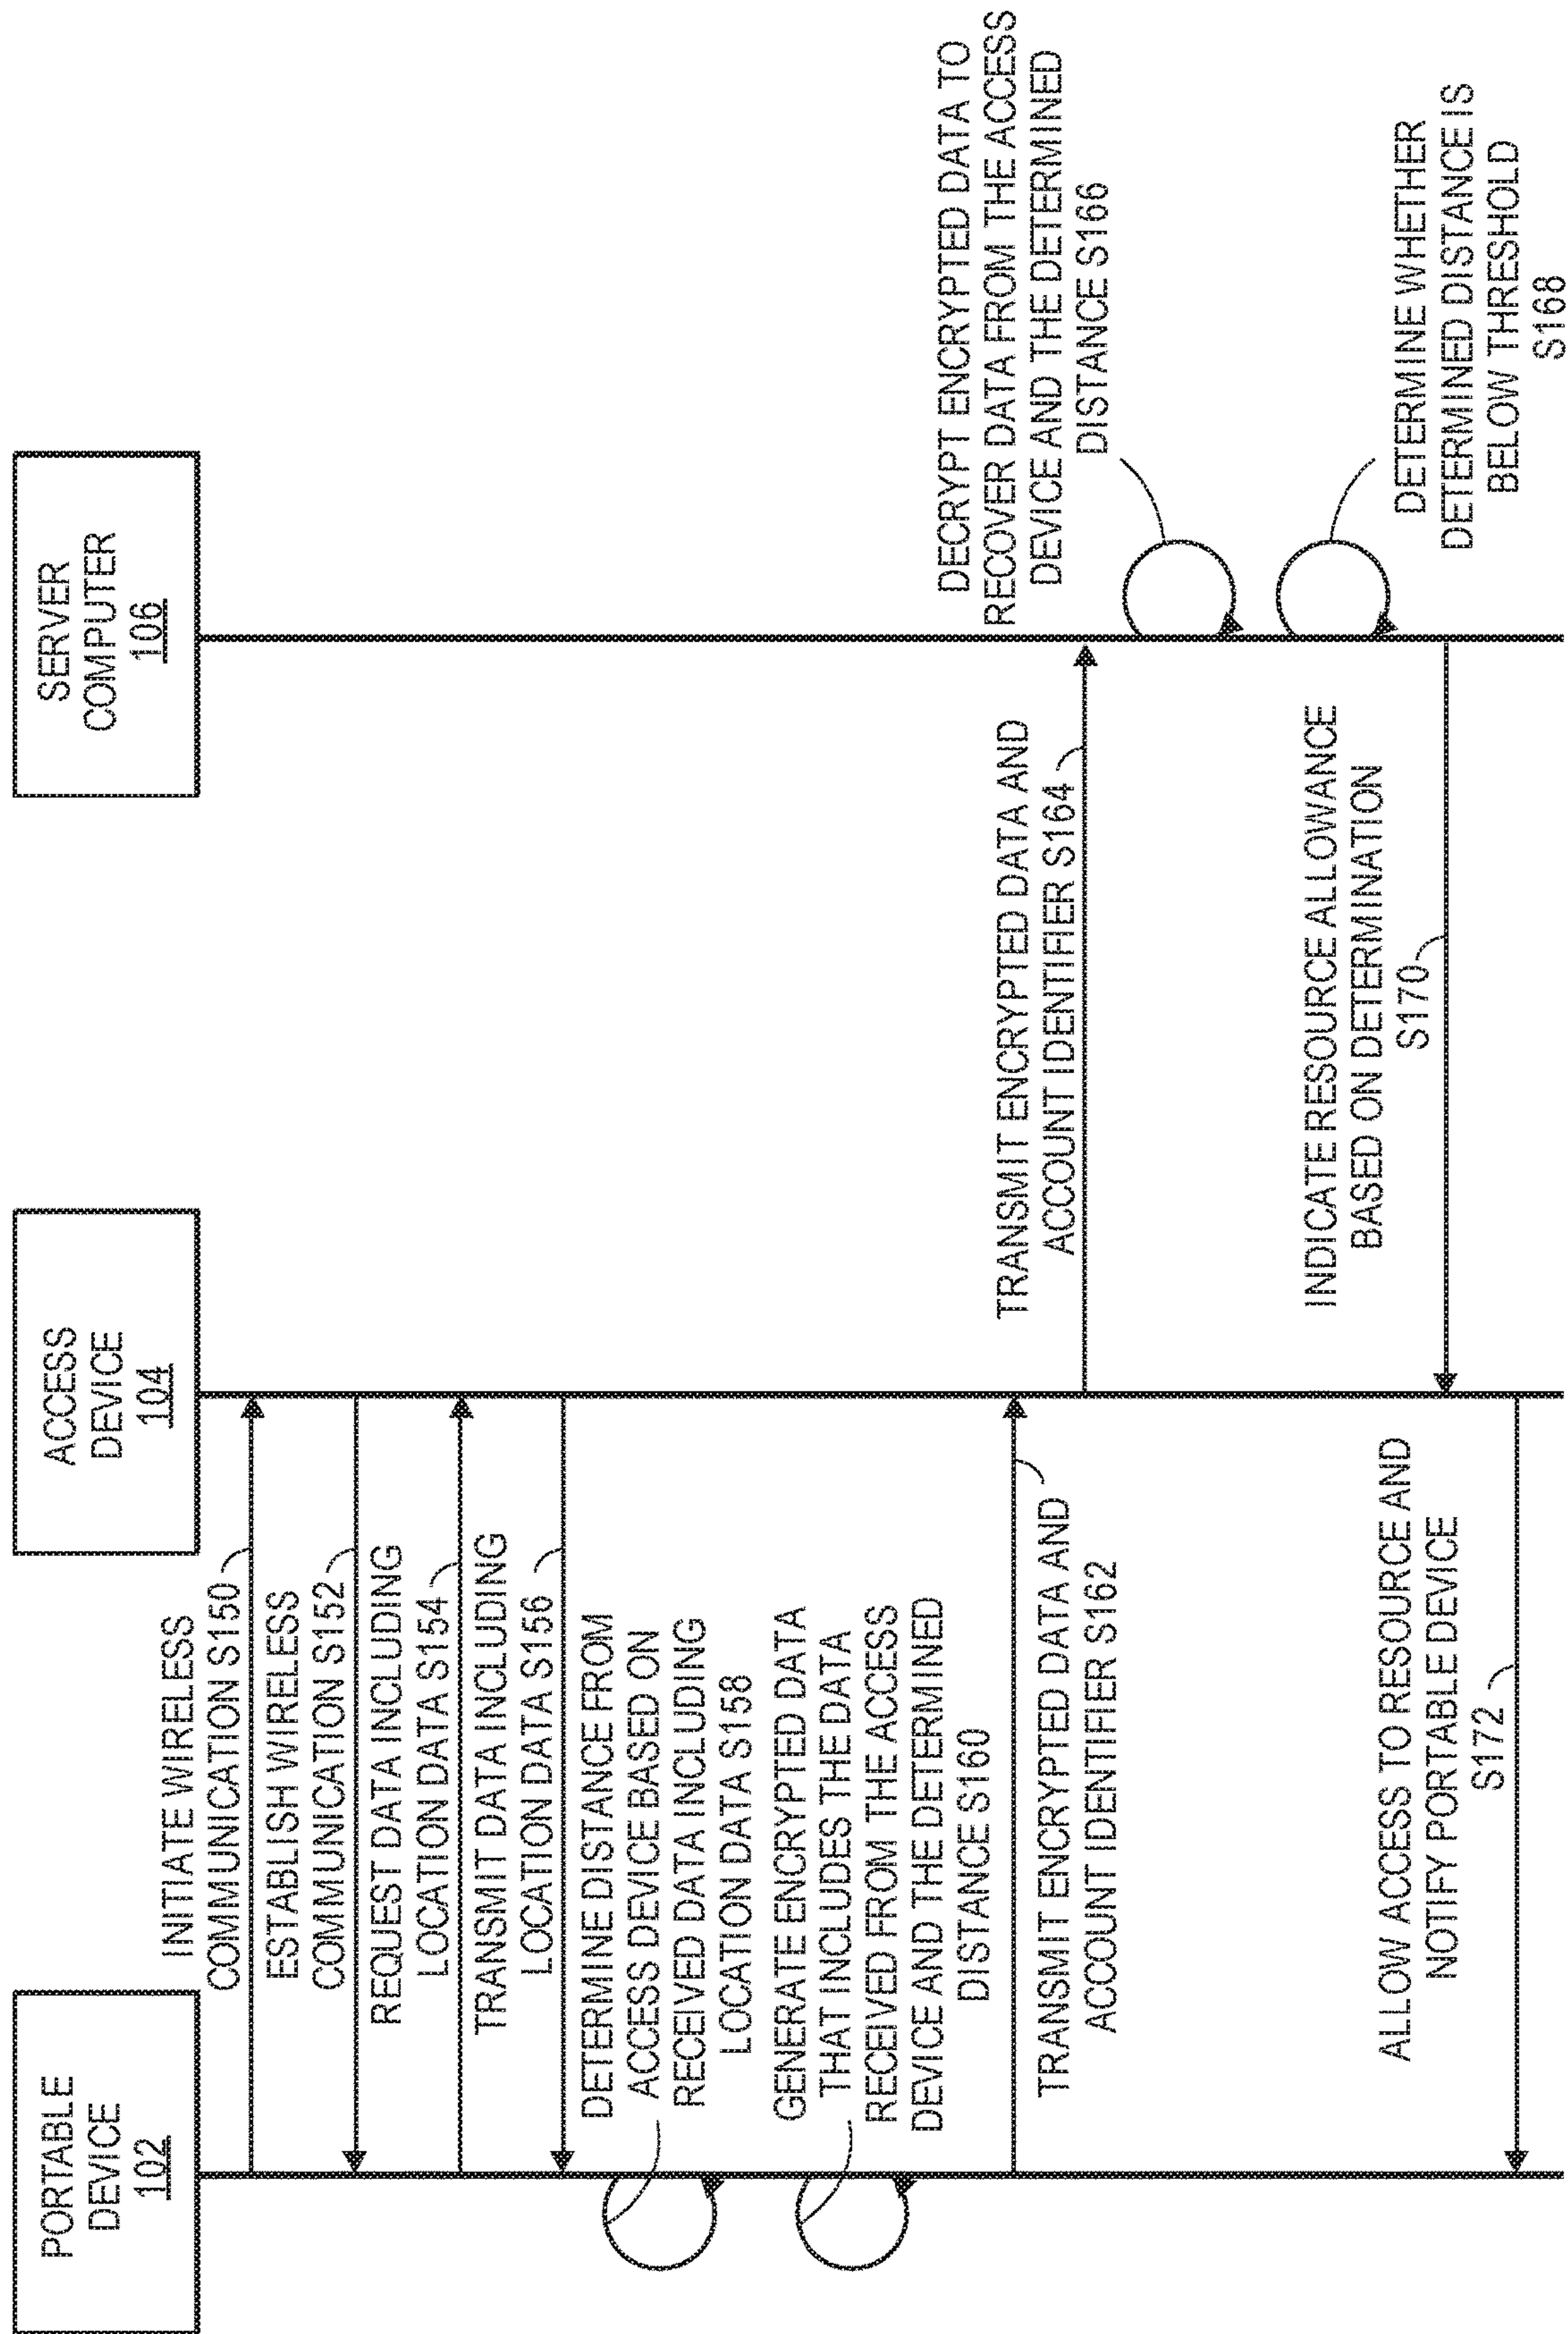 PORTABLE
DEVICE
102
ACCESS
DEVICE
104
SERVER
COMPUTER
106
INITIATE WIRELESS
COMMUNICATION S150
ESTABLISH WIRELESS
COMMUNICATION S152
REQUEST DATA INCLUDING
LOCATION DATA S154
TRANSMIT DATA INCLUDING
LOCATION DATA S156
DETERMINE DISTANCE FROM
ACCESS DEVICE BASED ON
RECEIVED DATA INCLUDING
LOCATION DATA S158
GENERATE ENCRYPTED DATA
THAT INCLUDES THE DATA
RECEIVED FROM THE ACCESS
DEVICE AND THE DETERMINED
DISTANCE S160
TRANSMIT ENCRYPTED DATA AND
ACCOUNT IDENTIFIER S162
TRANSMIT ENCRYPTED DATA AND
ACCOUNT IDENTIFIER S164
DECRYPT ENCRYPTED DATA TO
RECOVER DATA FROM THE ACCESS
DEVICE AND THE DETERMINED
DISTANCE S166
DETERMINE WHETHER
DETERMINED DISTANCE IS
BELOW THRESHOLD
S168
INDICATE RESOURCE ALLOWANCE
BASED ON DETERMINATION
S170
ALLOW ACCESS TO RESOURCE AND
NOTIFY PORTABLE DEVICE
S172